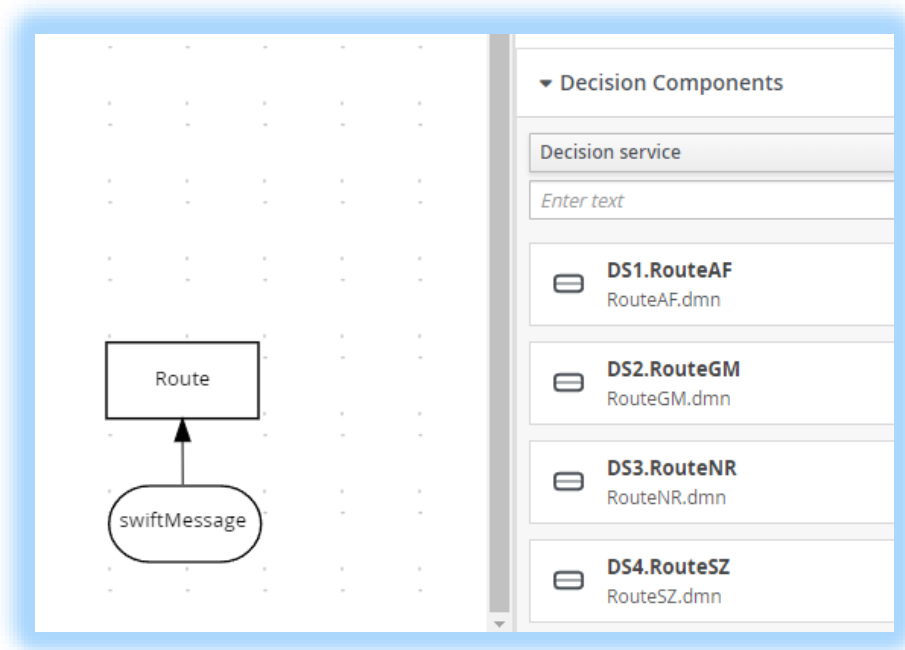 Decision Components
Decision service
Enter text
DS1.RouteAF
RouteAF.dmn
DS2.RouteGM
RouteGM.dmn
DS3.RouteNR
RouteNR.dmn
DS4.RouteSZ
RouteSZ.dmn
Route
swiftMessage